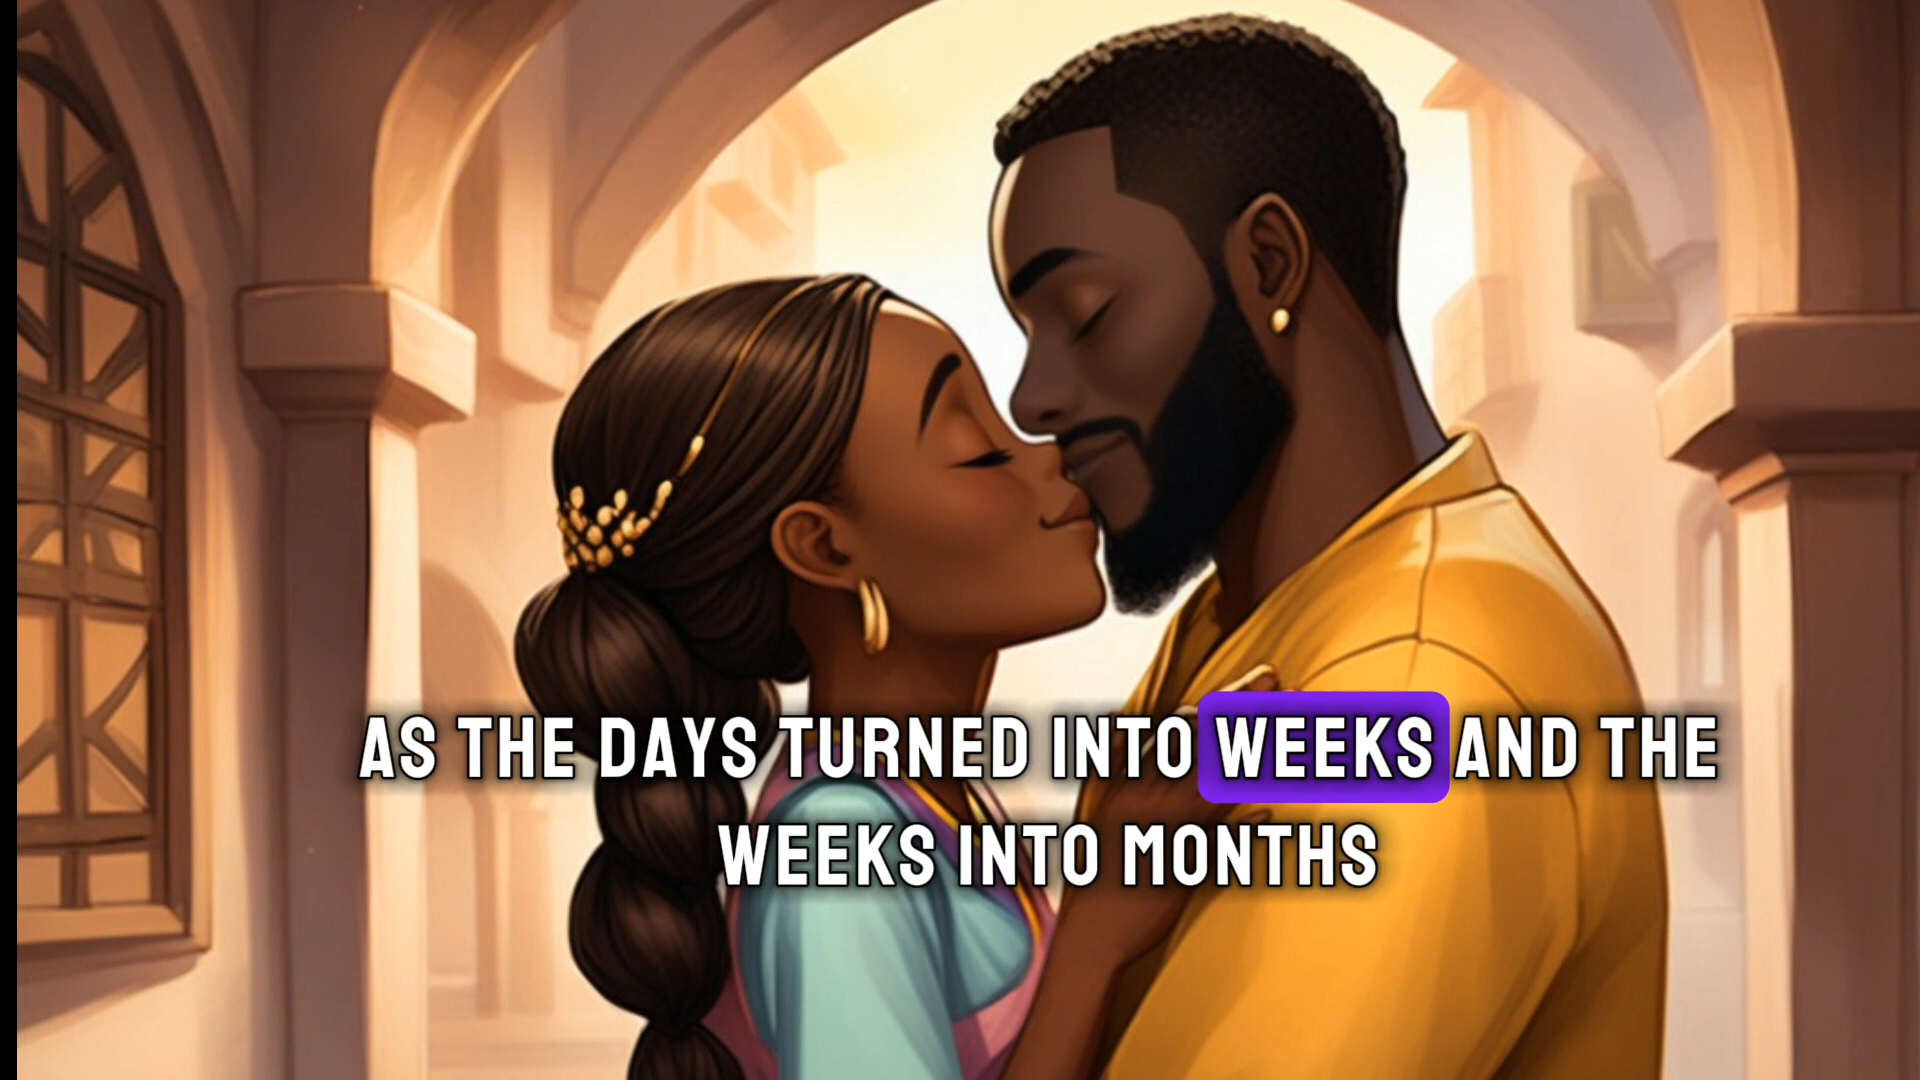 AS THE DAYS TURNED INTO WEEKS AND THE
WEEKS INTO MONTHS